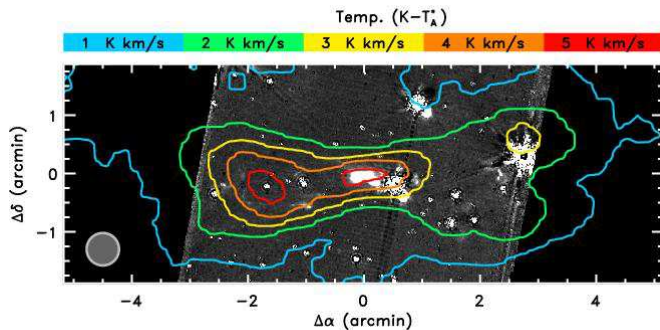 Temp. (K−T*A)
1 K km/s 2 K km/s 3 K km/s 4 K km/s 5 K km/s
1
0
−1
Δδ (arcmin)
−4 −2 0 2 4
Δα (arcmin)